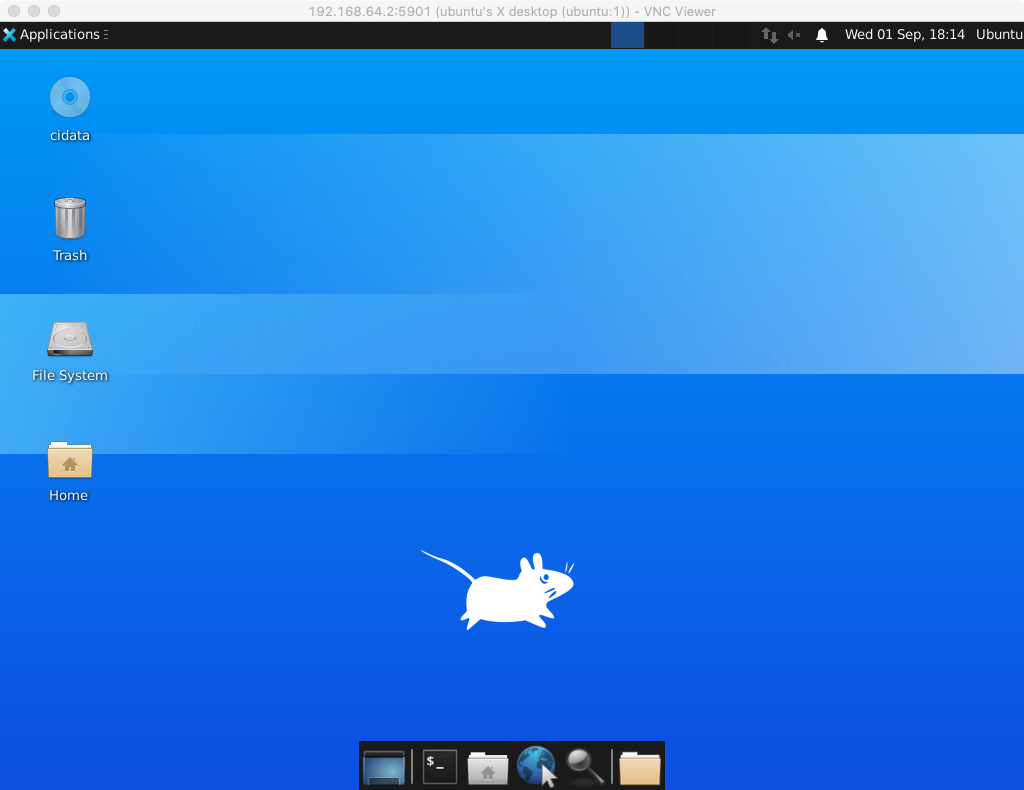 192.168.64.2:5901 (ubuntu's X desktop (ubuntu:1)) - VNC Viewer
Applications Wed 01 Sep, 18:14 Ubuntu
cidata
Trash
File System
Home
$_